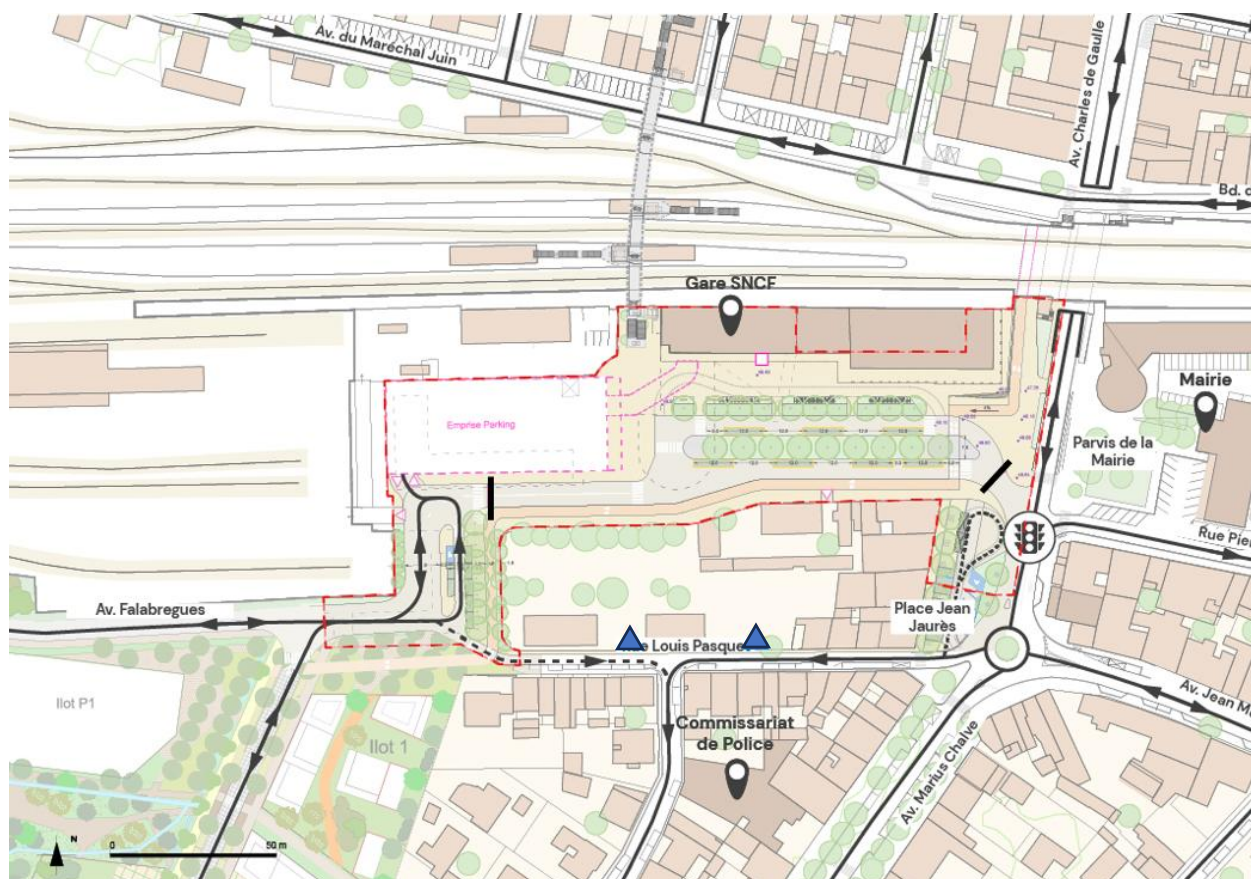 Av. du Maréchal Juin
Av. Charles de Gaulle
Bd. d
Gare SNCF
Mairie
Emprise Parking
Parvis de la
Mairie
Rue Pier
Av. Falabregues
Place Jean
Jaurès
Louis Pasque
Ilot P1
Ilot 1
Commissariat
de Police
Av. Marius Chalve
Av. Jean M
N
0
50 m